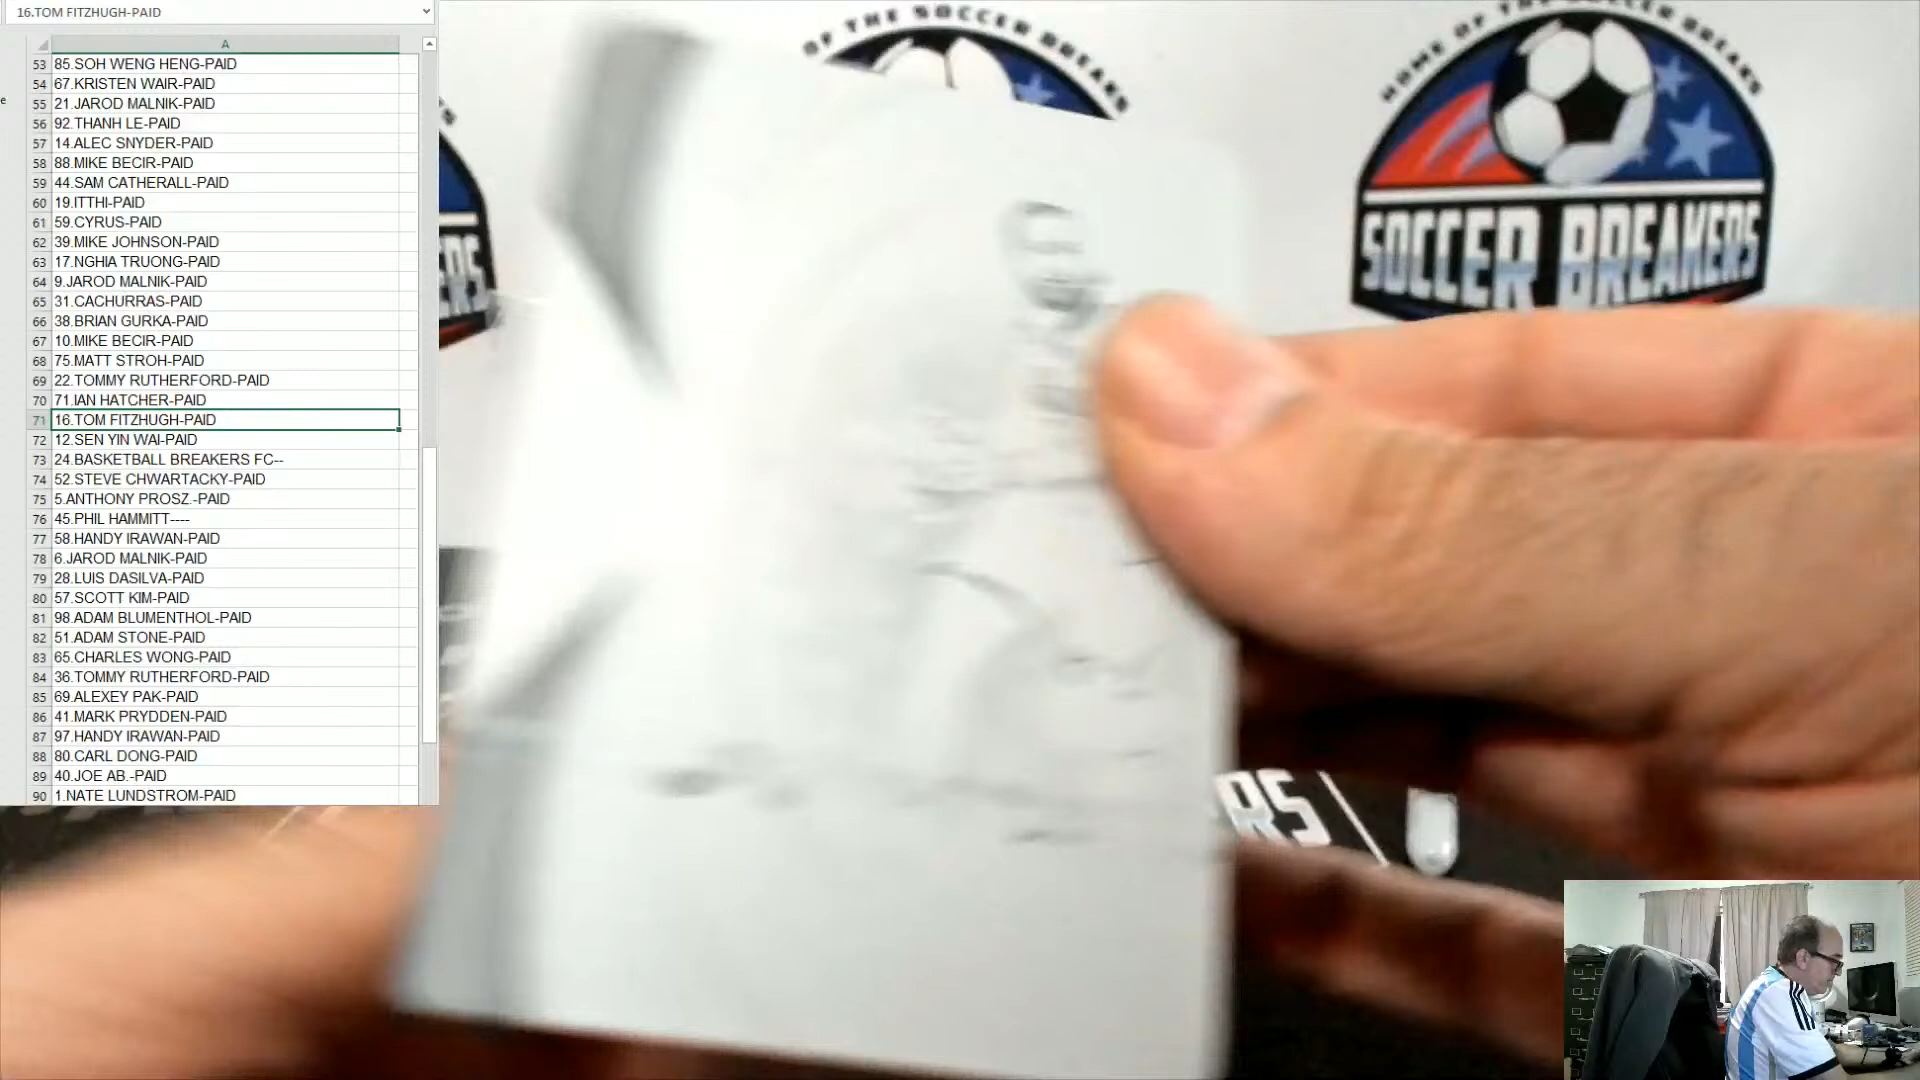 16.TOM FITZHUGH-PAID
A
53 85.SOH WENG HENG-PAID
54 67.KRISTEN WAIR-PAID
55 21.JAROD MALNIK-PAID
56 92.THANH LE-PAID
57 14.ALEC SNYDER-PAID
58 88.MIKE BECIR-PAID
59 44.SAM CATHERALL-PAID
60 19.ITTHI-PAID
61 59.CYRUS-PAID
62 39.MIKE JOHNSON-PAID
63 17.NGHIA TRUONG-PAID
64 9.JAROD MALNIK-PAID
65 31.CACHURRAS-PAID
66 38.BRIAN GURKA-PAID
67 10.MIKE BECIR-PAID
68 75.MATT STROH-PAID
69 22.TOMMY RUTHERFORD-PAID
70 71.IAN HATCHER-PAID
71 16.TOM FITZHUGH-PAID
72 12.SEN YIN WAI-PAID
73 24.BASKETBALL BREAKERS FC--
74 52.STEVE CHWARTACKY-PAID
75 5.ANTHONY PROSZ.-PAID
76 45.PHIL HAMMITT----
77 58.HANDY IRAWAN-PAID
78 6.JAROD MALNIK-PAID
79 28.LUIS DASILVA-PAID
80 57.SCOTT KIM-PAID
81 98.ADAM BLUMENTHOL-PAID
82 51.ADAM STONE-PAID
83 65.CHARLES WONG-PAID
84 36.TOMMY RUTHERFORD-PAID
85 69.ALEXEY PAK-PAID
86 41.MARK PRYDDEN-PAID
87 97.HANDY IRAWAN-PAID
88 80.CARL DONG-PAID
89 40.JOE AB.-PAID
90 1.NATE LUNDSTROM-PAID
e
OF THE SOCCER BREAKS
HOME OF THE SOCCER BREAKS
SOCCER BREAKERS
ERS
RS